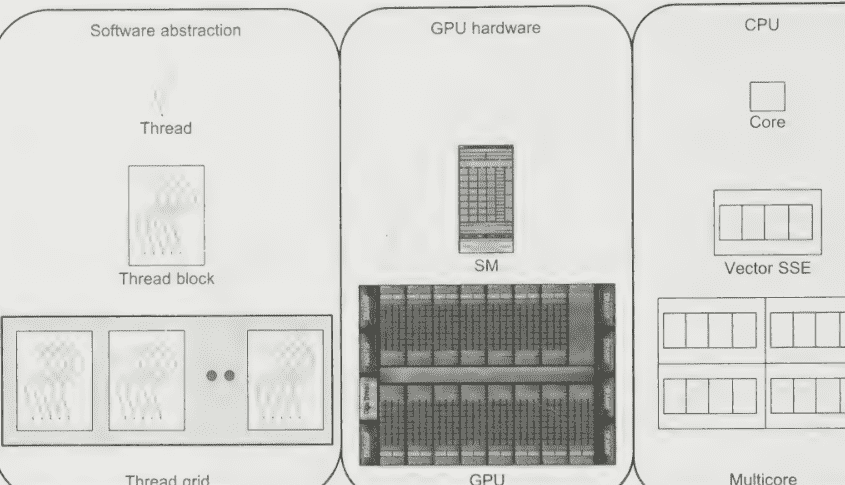 Software abstraction
Thread
Thread block
Thread grid
GPU hardware
SM
GPU
CPU
Core
Vector SSE
Multicore